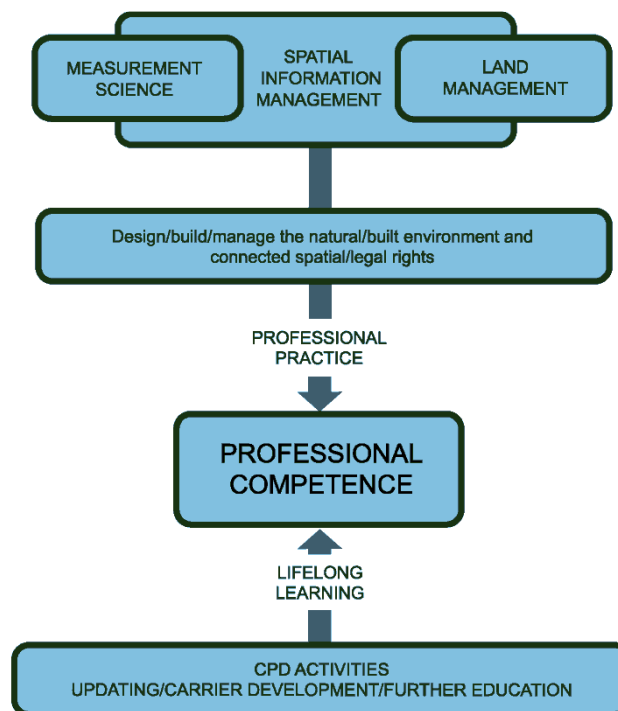 MEASUREMENT
SCIENCE
SPATIAL
INFORMATION
MANAGEMENT
LAND
MANAGEMENT
Design/build/manage the natural/built environment and
connected spatial/legal rights
PROFESSIONAL
PRACTICE
PROFESSIONAL
COMPETENCE
LIFELONG
LEARNING
CPD ACTIVITIES
UPDATING/CARRIER DEVELOPMENT/FURTHER EDUCATION